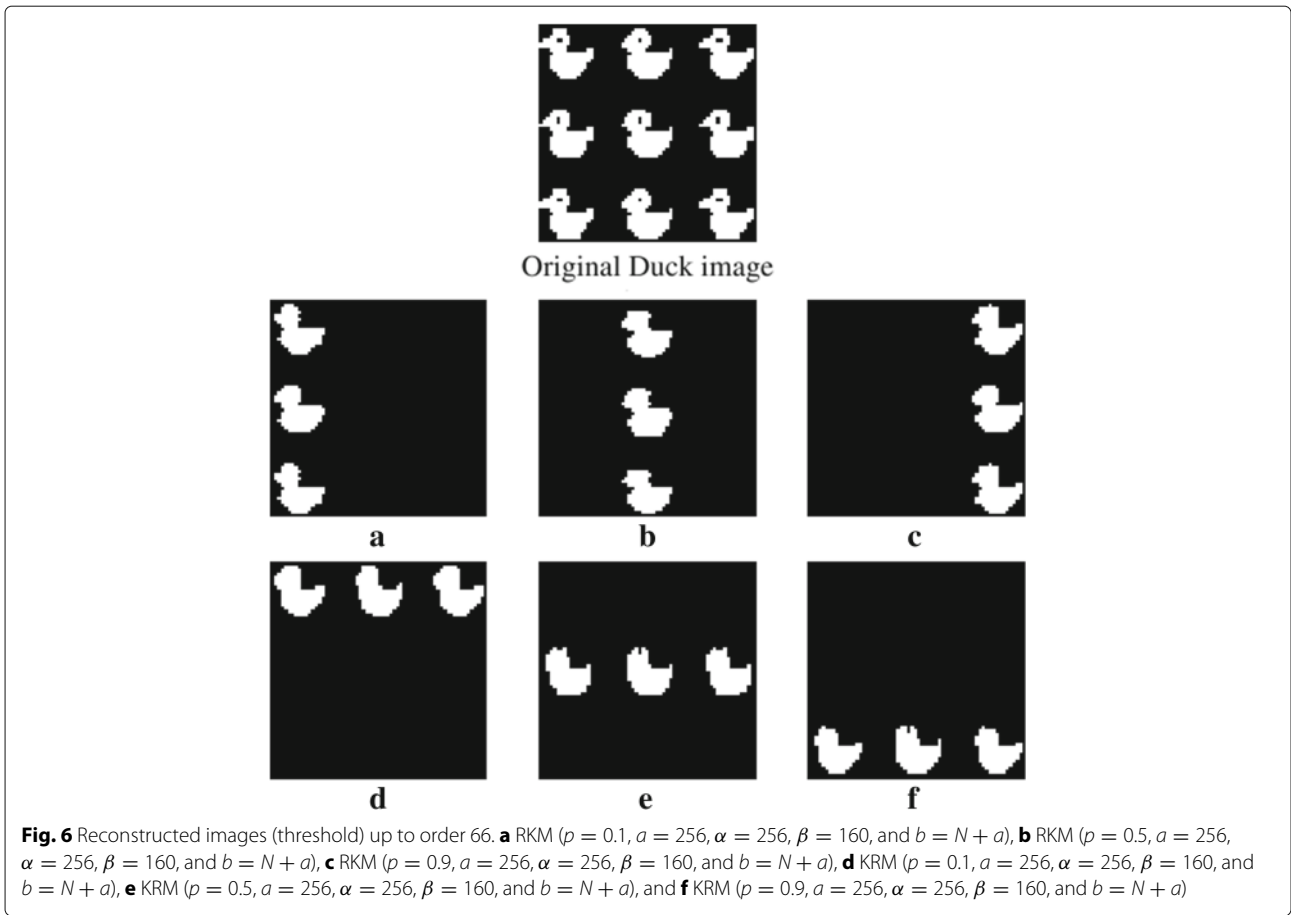 Original Duck image
a b c
d e f
Fig. 6 Reconstructed images (threshold) up to order 66. a RKM (p = 0.1, a = 256, α = 256, β = 160, and b = N + a), b RKM (p = 0.5, a = 256,
α = 256, β = 160, and b = N + a), c RKM (p = 0.9, a = 256, α = 256, β = 160, and b = N + a), d KRM (p = 0.1, a = 256, α = 256, β = 160, and
b = N + a), e KRM (p = 0.5, a = 256, α = 256, β = 160, and b = N + a), and f KRM (p = 0.9, a = 256, α = 256, β = 160, and b = N + a)